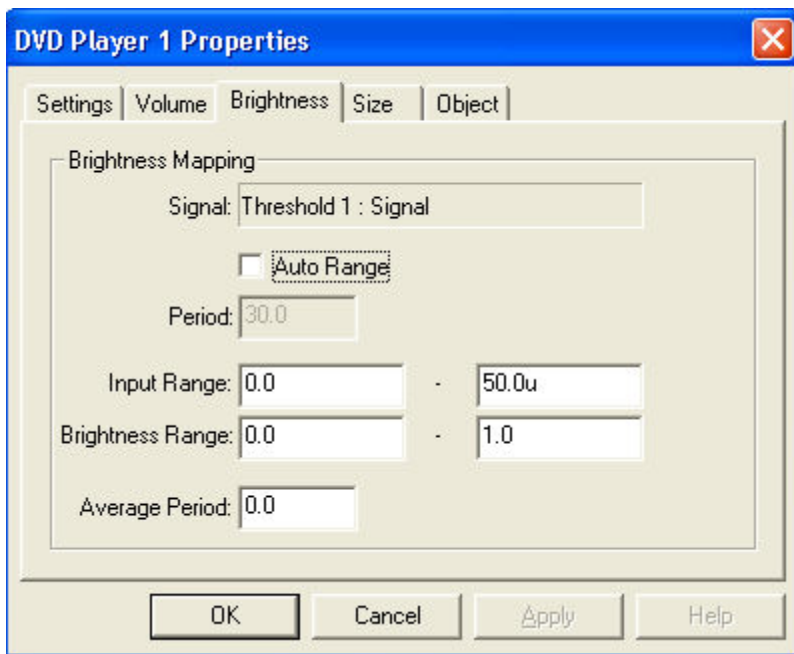 DVD Player 1 Properties
Settings Volume Brightness Size Object
Brightness Mapping
Signal: Threshold 1 : Signal
Auto Range
Period: 30.0
Input Range: 0.0 - 50.0u
Brightness Range: 0.0 - 1.0
Average Period: 0.0
OK Cancel Apply Help